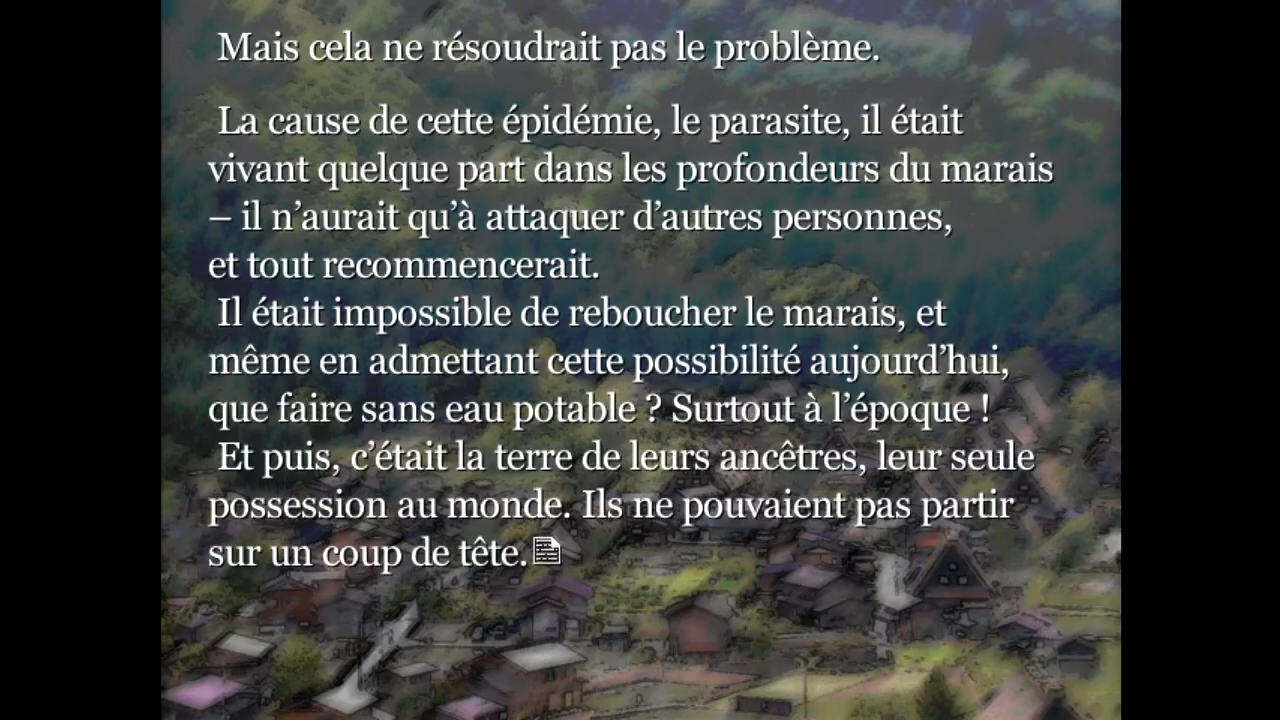 Mais cela ne résoudrait pas le problème.
La cause de cette épidémie, le parasite, il était
vivant quelque part dans les profondeurs du marais
– il n’aurait qu’à attaquer d’autres personnes,
et tout recommencerait.
Il était impossible de reboucher le marais, et
même en admettant cette possibilité aujourd’hui,
que faire sans eau potable ? Surtout à l’époque !
Et puis, c’était la terre de leurs ancêtres, leur seule
possession au monde. Ils ne pouvaient pas partir
sur un coup de tête.